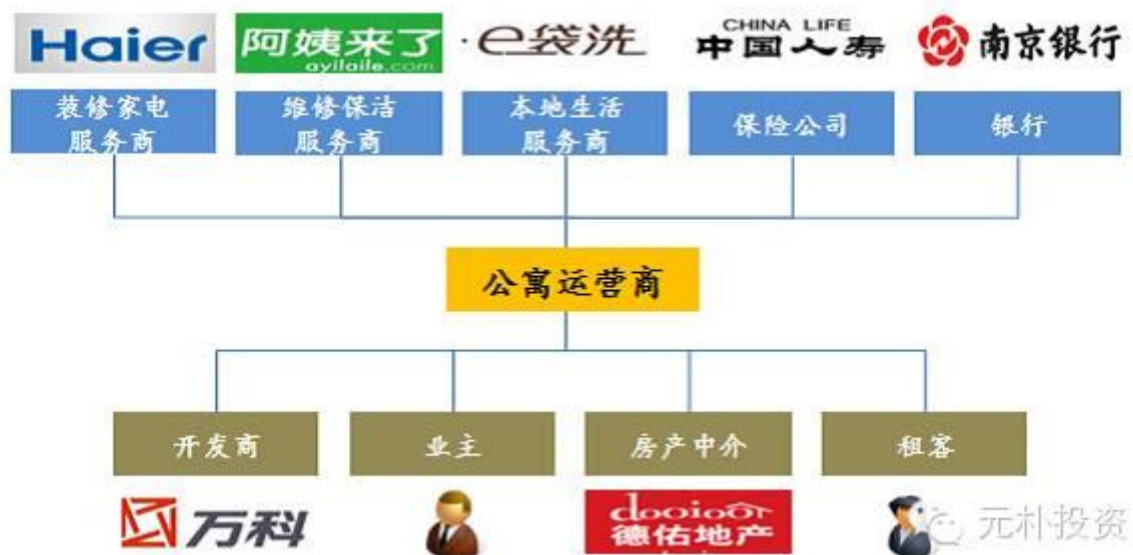 Haier
阿姨来了
ayilaile.com
·e袋洗
CHINA LIFE
中国人寿
南京银行
装修家电
服务商
维修保洁
服务商
本地生活
服务商
保险公司
银行
公寓运营商
开发商
业主
房产中介
租客
万科
dooioor
德佑地产
元朴投资